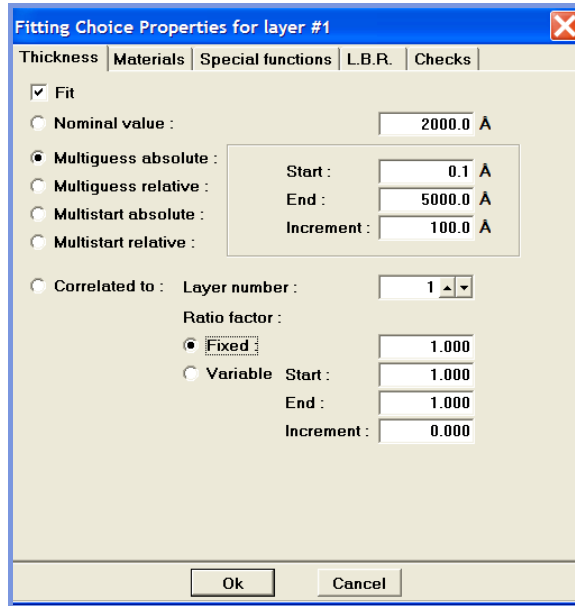 Fitting Choice Properties for layer #1
Thickness Materials Special functions L.B.R. Checks
Fit
Nominal value : 2000.0 Å
Multiguess absolute :
Multiguess relative :
Multistart absolute :
Multistart relative :
Start : 0.1 Å
End : 5000.0 Å
Increment : 100.0 Å
Correlated to : Layer number : 1
Ratio factor :
Fixed : 1.000
Variable Start : 1.000
End : 1.000
Increment : 0.000
Ok Cancel